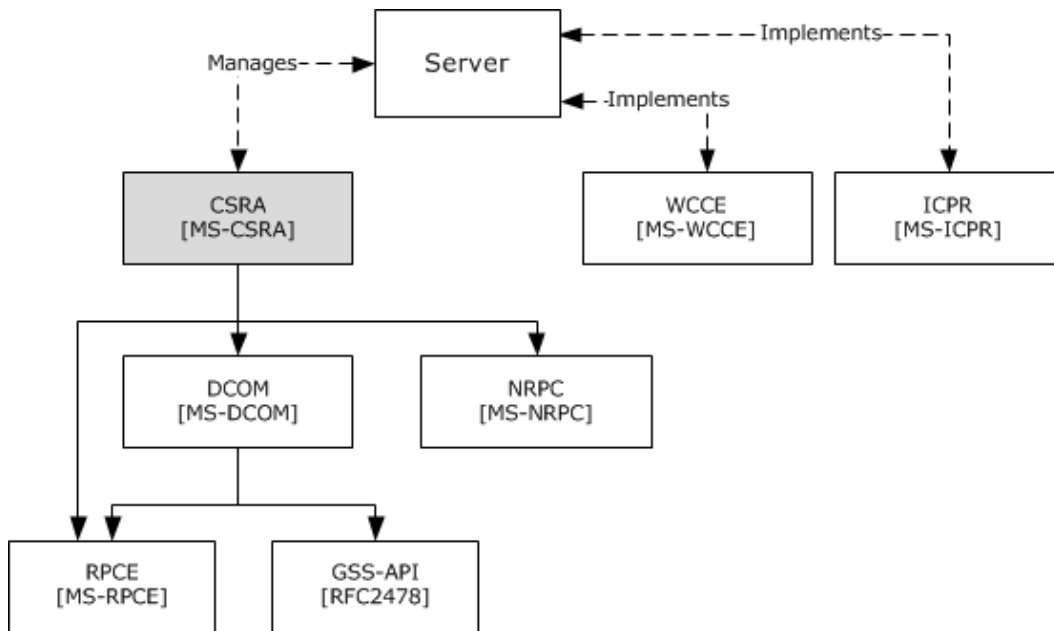 Implements
Manages
Server
Implements
CSRA
[MS-CSRA]
WCCE
[MS-WCCE]
ICPR
[MS-ICPR]
DCOM
[MS-DCOM]
NRPC
[MS-NRPC]
RPCE
[MS-RPCE]
GSS-API
[RFC2478]